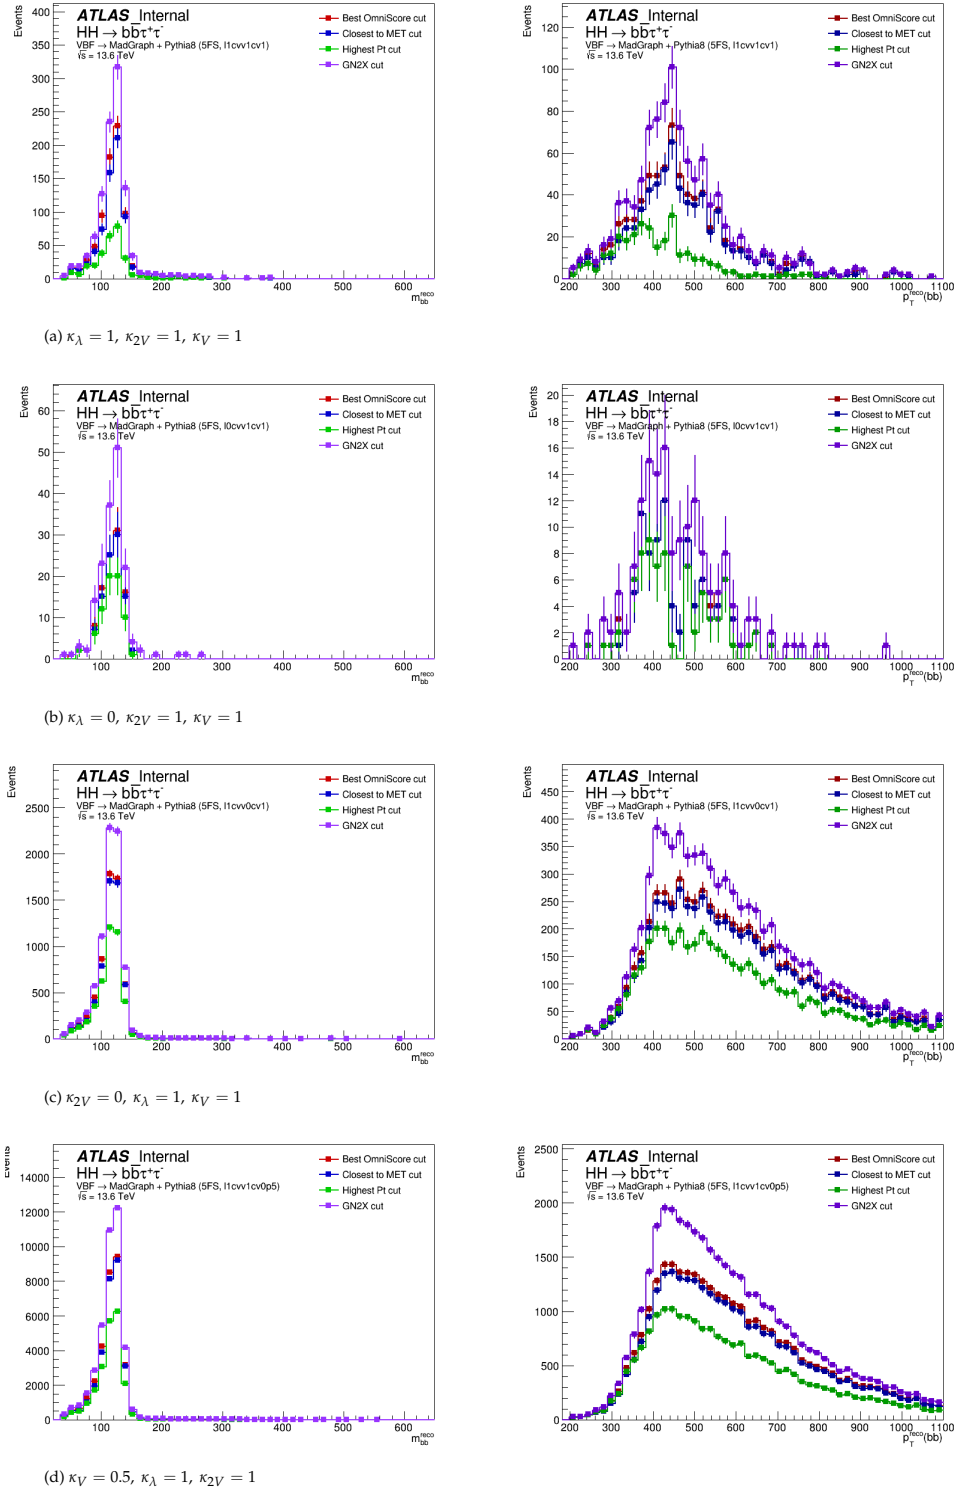 Events
400
350
300
250
200
150
100
50
0
ATLAS Internal
HH → bb̅τ⁺τ⁻
VBF → MadGraph + Pythia8 (5FS, l1cvv1cv1)
√s = 13.6 TeV
Best OmniScore cut
Closest to MET cut
Highest Pt cut
GN2X cut
100 200 300 400 500 600
m_bb^reco
Events
120
100
80
60
40
20
0
ATLAS Internal
HH → bb̅τ⁺τ⁻
VBF → MadGraph + Pythia8 (5FS, l1cvv1cv1)
√s = 13.6 TeV
Best OmniScore cut
Closest to MET cut
Highest Pt cut
GN2X cut
200 300 400 500 600 700 800 900 1000 1100
p_T^reco(bb)
(a) κ_λ = 1, κ_2V = 1, κ_V = 1
Events
60
50
40
30
20
10
0
ATLAS Internal
HH → bb̅τ⁺τ⁻
VBF → MadGraph + Pythia8 (5FS, l0cvv1cv1)
√s = 13.6 TeV
Best OmniScore cut
Closest to MET cut
Highest Pt cut
GN2X cut
100 200 300 400 500 600
m_bb^reco
Events
20
18
16
14
12
10
8
6
4
2
0
ATLAS Internal
HH → bb̅τ⁺τ⁻
VBF → MadGraph + Pythia8 (5FS, l0cvv1cv1)
√s = 13.6 TeV
Best OmniScore cut
Closest to MET cut
Highest Pt cut
GN2X cut
200 300 400 500 600 700 800 900 1000 1100
p_T^reco(bb)
(b) κ_λ = 0, κ_2V = 1, κ_V = 1
Events
2500
2000
1500
1000
500
0
ATLAS Internal
HH → bb̅τ⁺τ⁻
VBF → MadGraph + Pythia8 (5FS, l1cvv0cv1)
√s = 13.6 TeV
Best OmniScore cut
Closest to MET cut
Highest Pt cut
GN2X cut
100 200 300 400 500 600
m_bb^reco
Events
450
400
350
300
250
200
150
100
50
0
ATLAS Internal
HH → bb̅τ⁺τ⁻
VBF → MadGraph + Pythia8 (5FS, l1cvv0cv1)
√s = 13.6 TeV
Best OmniScore cut
Closest to MET cut
Highest Pt cut
GN2X cut
200 300 400 500 600 700 800 900 1000 1100
p_T^reco(bb)
(c) κ_2V = 0, κ_λ = 1, κ_V = 1
Events
14000
12000
10000
8000
6000
4000
2000
0
ATLAS Internal
HH → bb̅τ⁺τ⁻
VBF → MadGraph + Pythia8 (5FS, l1cvv1cv0p5)
√s = 13.6 TeV
Best OmniScore cut
Closest to MET cut
Highest Pt cut
GN2X cut
100 200 300 400 500 600
m_bb^reco
Events
2500
2000
1500
1000
500
0
ATLAS Internal
HH → bb̅τ⁺τ⁻
VBF → MadGraph + Pythia8 (5FS, l1cvv1cv0p5)
√s = 13.6 TeV
Best OmniScore cut
Closest to MET cut
Highest Pt cut
GN2X cut
200 300 400 500 600 700 800 900 1000 1100
p_T^reco(bb)
(d) κ_V = 0.5, κ_λ = 1, κ_2V = 1